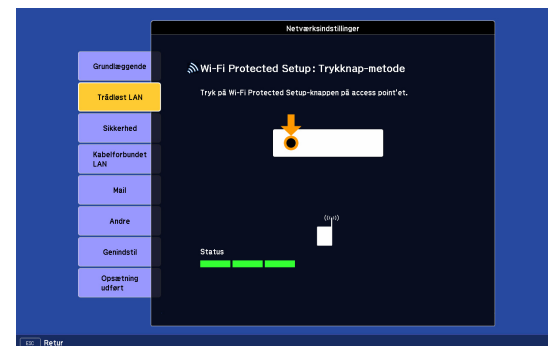 Netværksindstillinger
Grundlæggende
Trådløst LAN
Sikkerhed
Kabelforbundet
LAN
Mail
Andre
Genindstil
Opsætning
udført
Wi-Fi Protected Setup: Trykknap-metode
Tryk på Wi-Fi Protected Setup-knappen på access point'et.
Status
ESC Retur